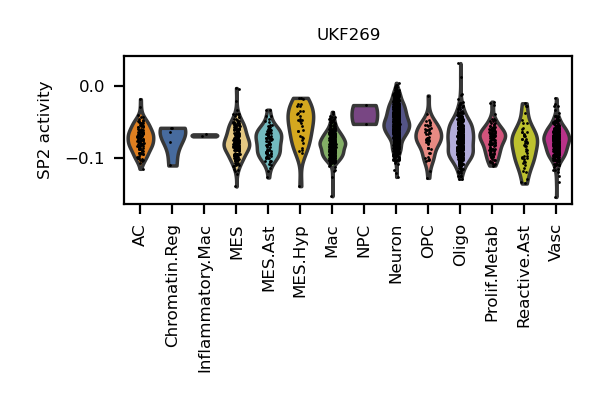 UKF269
SP2 activity
0.0
−0.1
AC
Chromatin.Reg
Inflammatory.Mac
MES
MES.Ast
MES.Hyp
Mac
NPC
Neuron
OPC
Oligo
Prolif.Metab
Reactive.Ast
Vasc